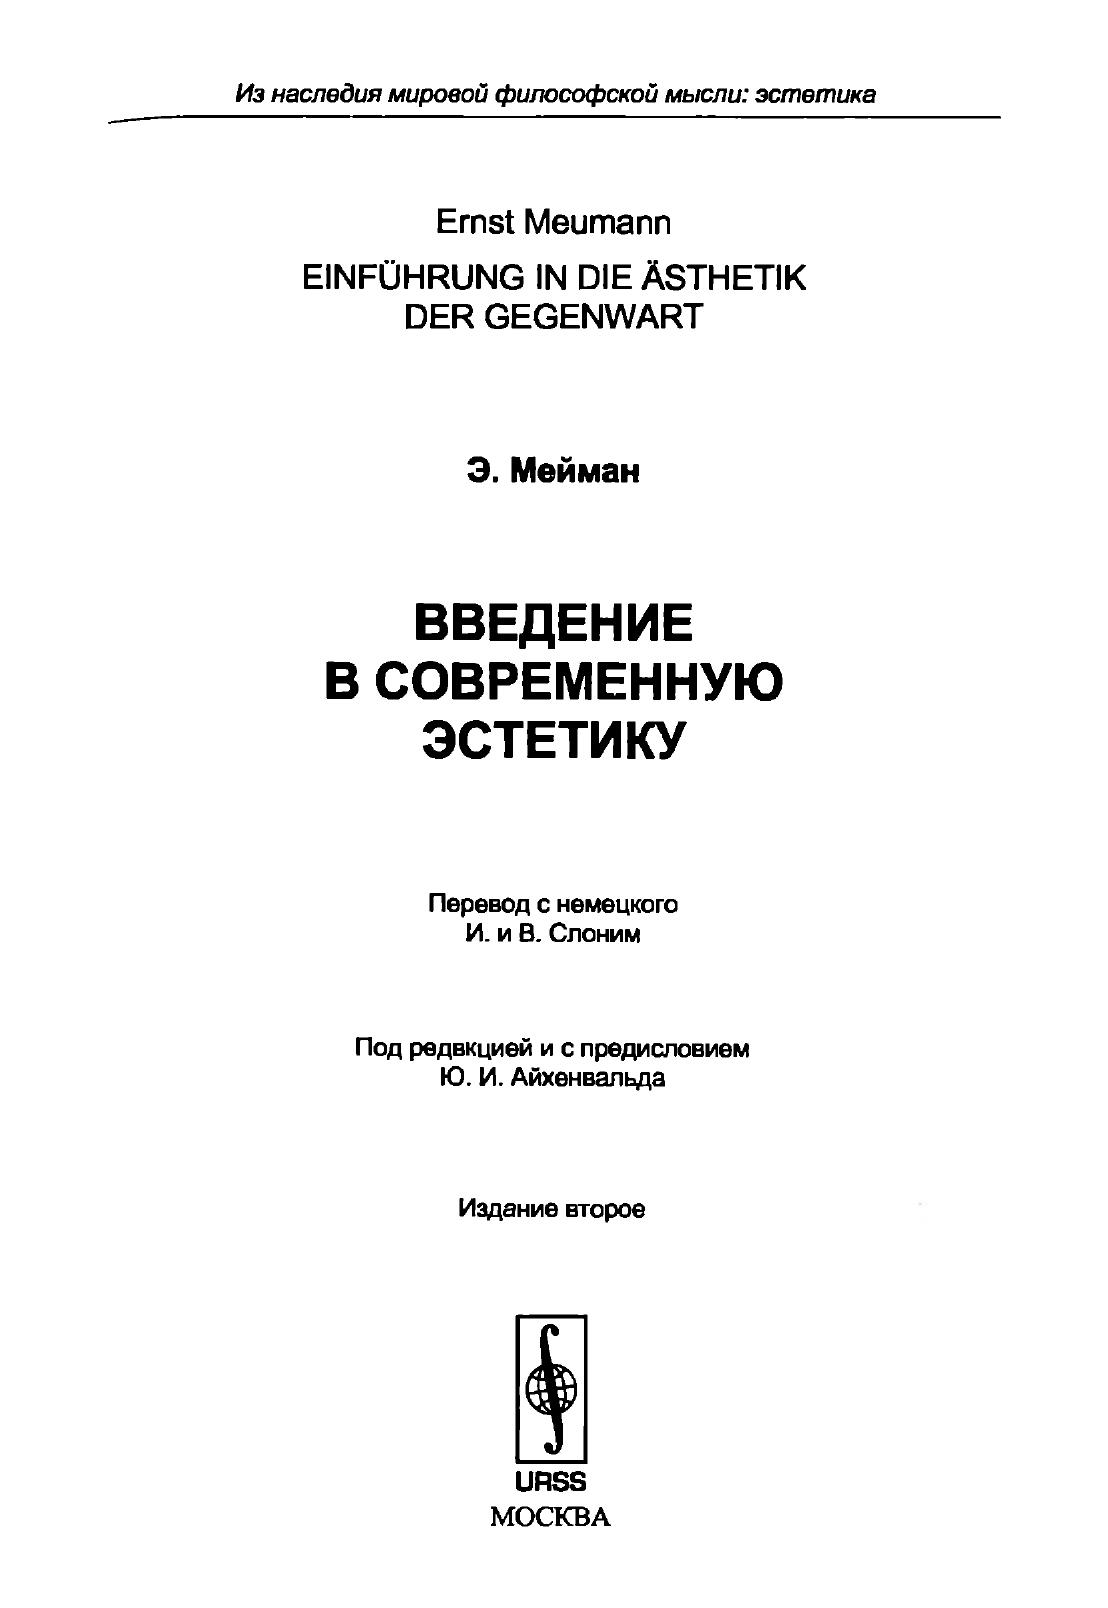 Из наследия мировой философской мысли: эстетика
Ernst Meumann
EINFÜHRUNG IN DIE ÄSTHETIK
DER GEGENWART
Э. Мейман
ВВЕДЕНИЕ
В СОВРЕМЕННУЮ
ЭСТЕТИКУ
Перевод с немецкого
И. и В. Слоним
Под редакцией и с предисловием
Ю. И. Айхенвальда
Издание второе
URSS
МОСКВА